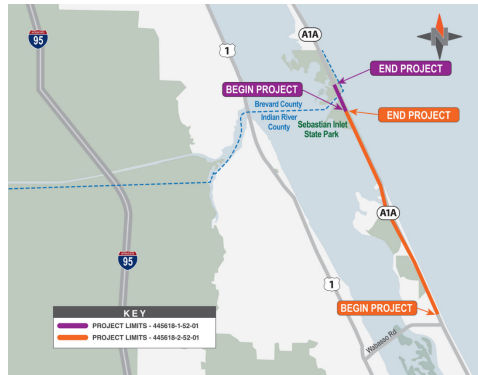 A1A
95
1
END PROJECT
BEGIN PROJECT
Brevard County
Indian River
County
Sebastian Inlet
State Park
END PROJECT
A1A
95
1
BEGIN PROJECT
Wabasso Rd
KEY
PROJECT LIMITS - 445618-1-52-01
PROJECT LIMITS - 445618-2-52-01